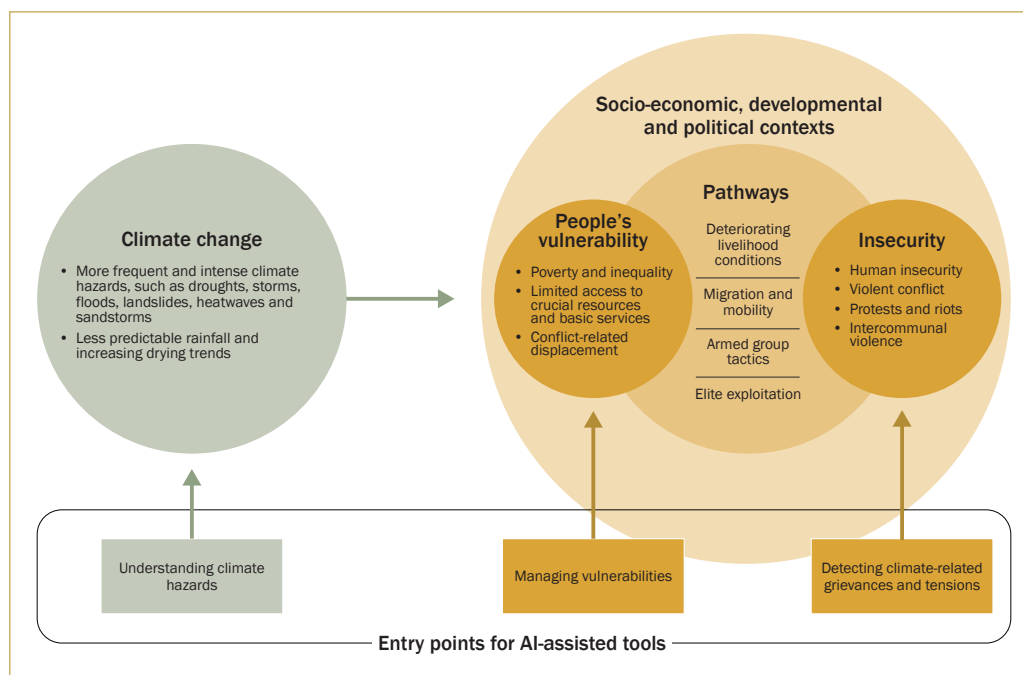 Socio-economic, developmental
and political contexts
Climate change
• More frequent and intense climate
hazards, such as droughts, storms,
floods, landslides, heatwaves and
sandstorms
• Less predictable rainfall and
increasing drying trends
People's
vulnerability
• Poverty and inequality
• Limited access to
crucial resources
and basic services
• Conflict-related
displacement
Pathways
Deteriorating
livelihood
conditions
Migration and
mobility
Armed group
tactics
Elite exploitation
Insecurity
• Human insecurity
• Violent conflict
• Protests and riots
• Intercommunal
violence
Understanding climate
hazards
Managing vulnerabilities
Detecting climate-related
grievances and tensions
Entry points for AI-assisted tools